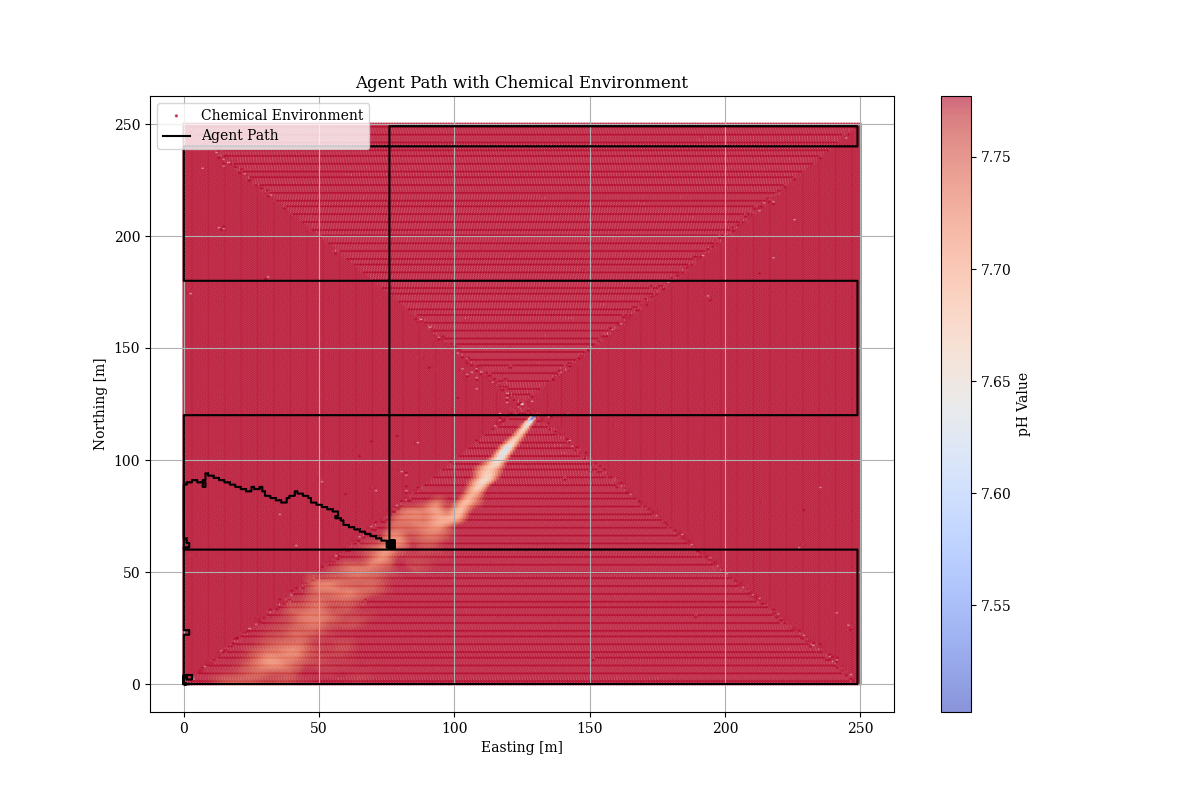 Agent Path with Chemical Environment
Chemical Environment
Agent Path
250
200
150
100
50
0
Northing [m]
0 50 100 150 200 250
Easting [m]
7.75
7.70
7.65
7.60
7.55
pH Value